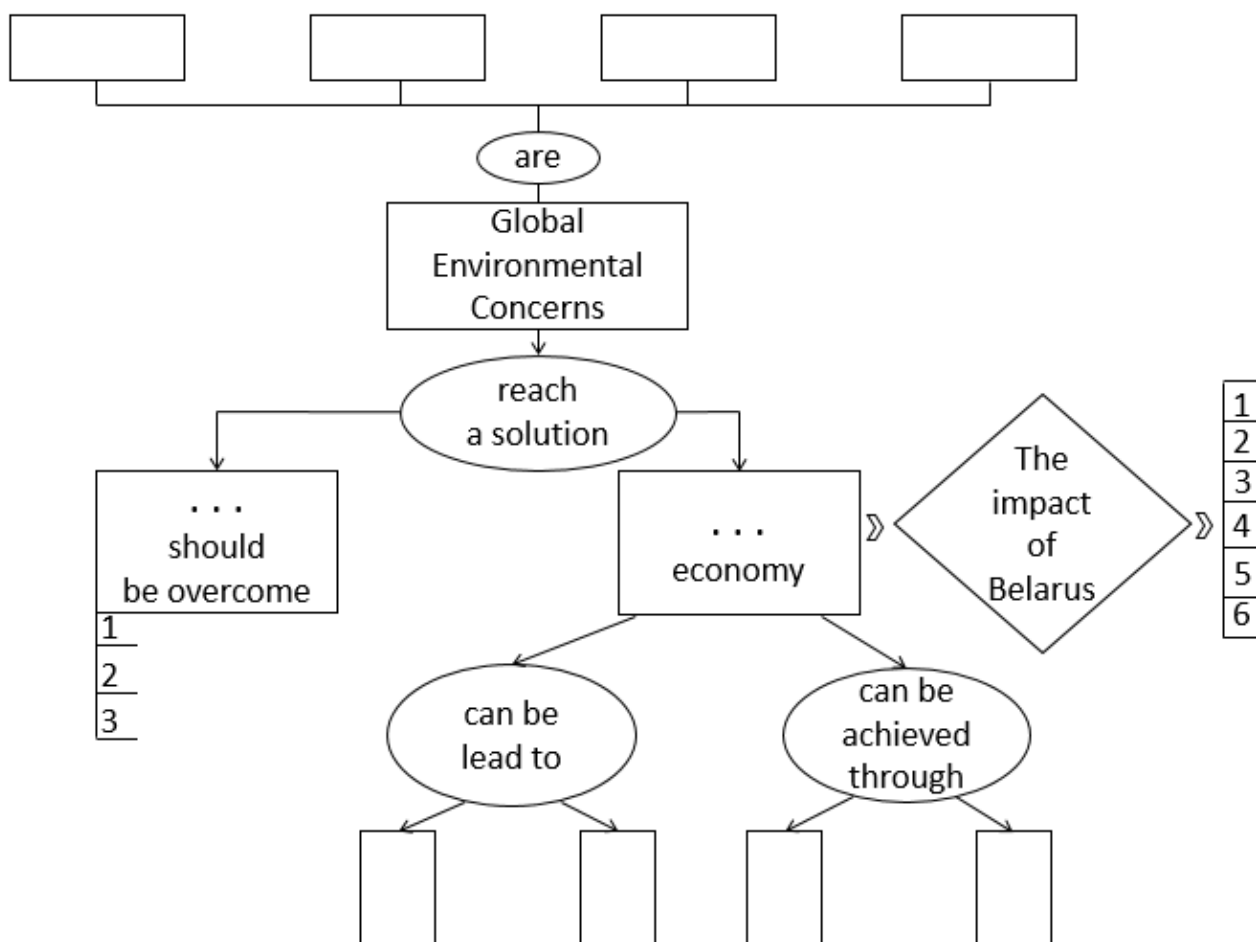 are
Global
Environmental
Concerns
reach
a solution
. . .
should
be overcome
1
2
3
. . .
economy
The
impact
of
Belarus
1
2
3
4
5
6
can be
lead to
can be
achieved
through